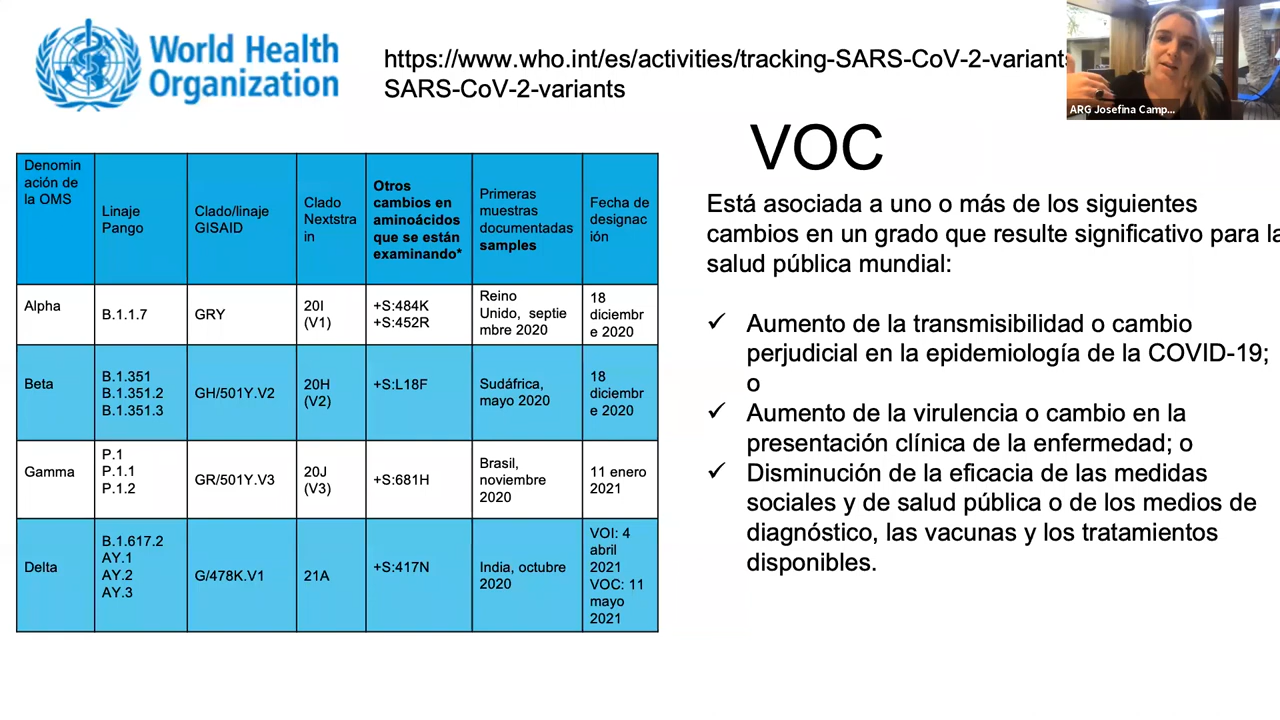 World Health
Organization
https://www.who.int/es/activities/tracking-SARS-CoV-2-variants
SARS-CoV-2-variants
ARG Josefina Camp...
VOC
Denomin
ación de
la OMS
Linaje
Pango
Clado/linaje
GISAID
Clado
Nextstra
in
Otros
cambios en
aminoácidos
que se están
examinando*
Primeras
muestras
documentadas
samples
Fecha de
designac
ión
Alpha
B.1.1.7
GRY
20I
(V1)
+S:484K
+S:452R
Reino
Unido, septie
mbre 2020
18
diciembr
e 2020
Beta
B.1.351
B.1.351.2
B.1.351.3
GH/501Y.V2
20H
(V2)
+S:L18F
Sudáfrica,
mayo 2020
18
diciembr
e 2020
Gamma
P.1
P.1.1
P.1.2
GR/501Y.V3
20J
(V3)
+S:681H
Brasil,
noviembre
2020
11 enero
2021
Delta
B.1.617.2
AY.1
AY.2
AY.3
G/478K.V1
21A
+S:417N
India, octubre
2020
VOI: 4
abril
2021
VOC: 11
mayo
2021
Está asociada a uno o más de los siguientes
cambios en un grado que resulte significativo para la
salud pública mundial:
✓ Aumento de la transmisibilidad o cambio
perjudicial en la epidemiología de la COVID-19;
o
✓ Aumento de la virulencia o cambio en la
presentación clínica de la enfermedad; o
✓ Disminución de la eficacia de las medidas
sociales y de salud pública o de los medios de
diagnóstico, las vacunas y los tratamientos
disponibles.